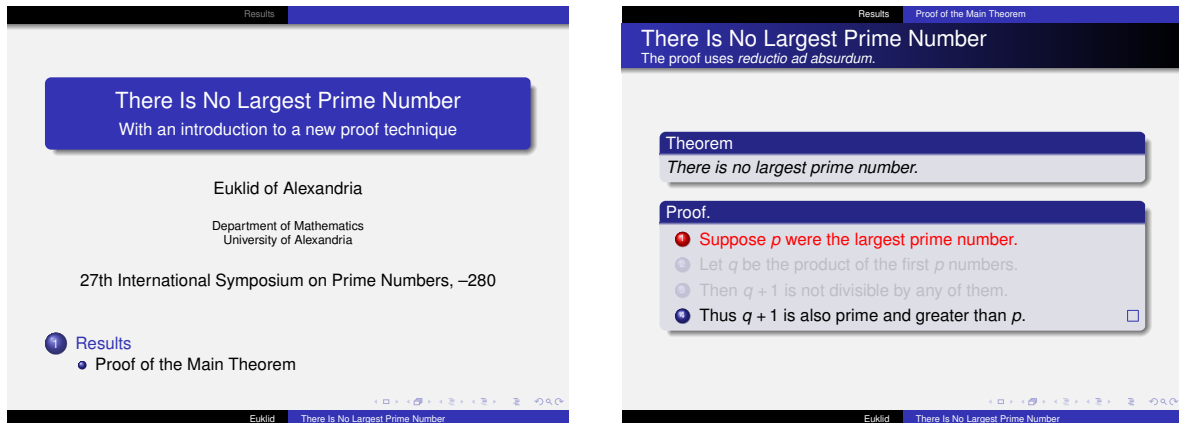 Results
There Is No Largest Prime Number
With an introduction to a new proof technique
Euklid of Alexandria
Department of Mathematics
University of Alexandria
27th International Symposium on Prime Numbers, –280
1 Results
Proof of the Main Theorem
Euklid There Is No Largest Prime Number
Results Proof of the Main Theorem
There Is No Largest Prime Number
The proof uses reductio ad absurdum.
Theorem
There is no largest prime number.
Proof.
1 Suppose p were the largest prime number.
2 Let q be the product of the first p numbers.
3 Then q + 1 is not divisible by any of them.
4 Thus q + 1 is also prime and greater than p.
Euklid There Is No Largest Prime Number